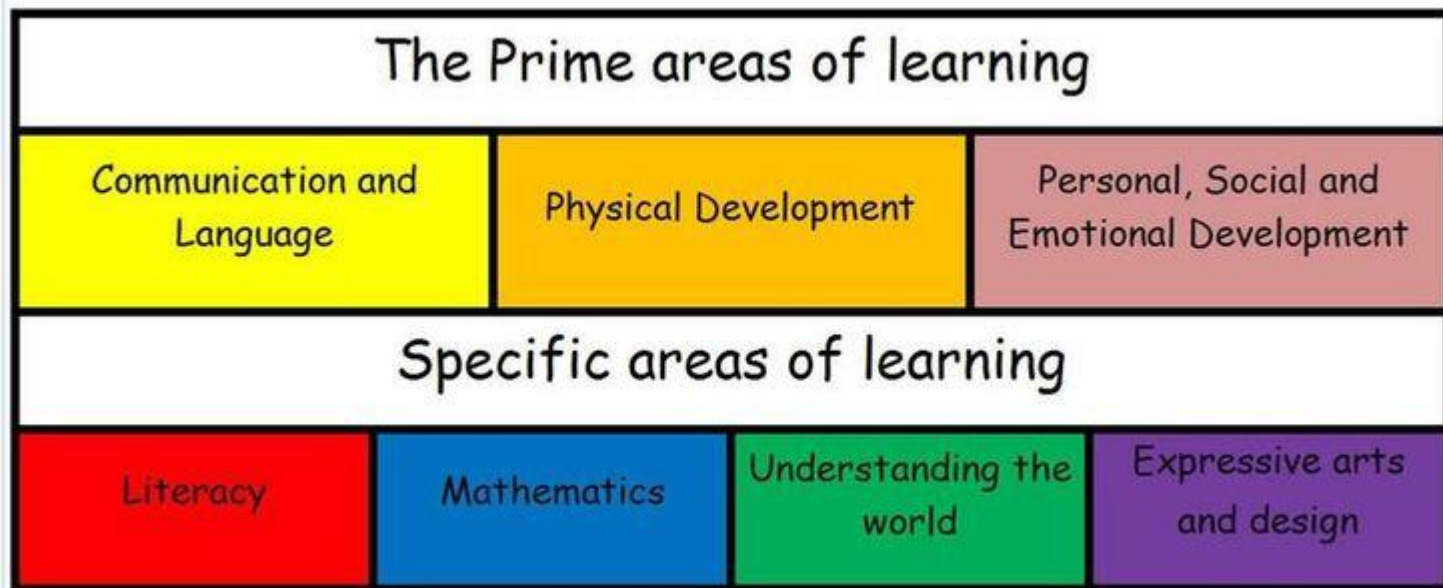 The Prime areas of learning
Communication and
Language
Physical Development
Personal, Social and
Emotional Development
Specific areas of learning
Literacy
Mathematics
Understanding the
world
Expressive arts
and design